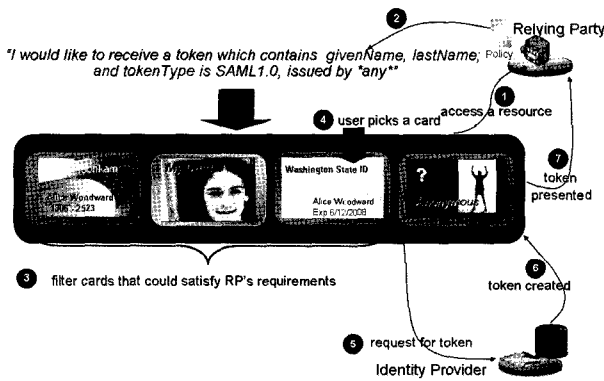 2
Relying Party
"I would like to receive a token which contains givenName, lastName;
and tokenType is SAML1.0, issued by *any*"
Policy
1
access a resource
4 user picks a card
Alice Woodward
Washington State ID
Alice Woodward
Exp 6/12/2008
?
Anonymous
7
token
presented
3 filter cards that could satisfy RP's requirements
6
token created
5 request for token
Identity Provider